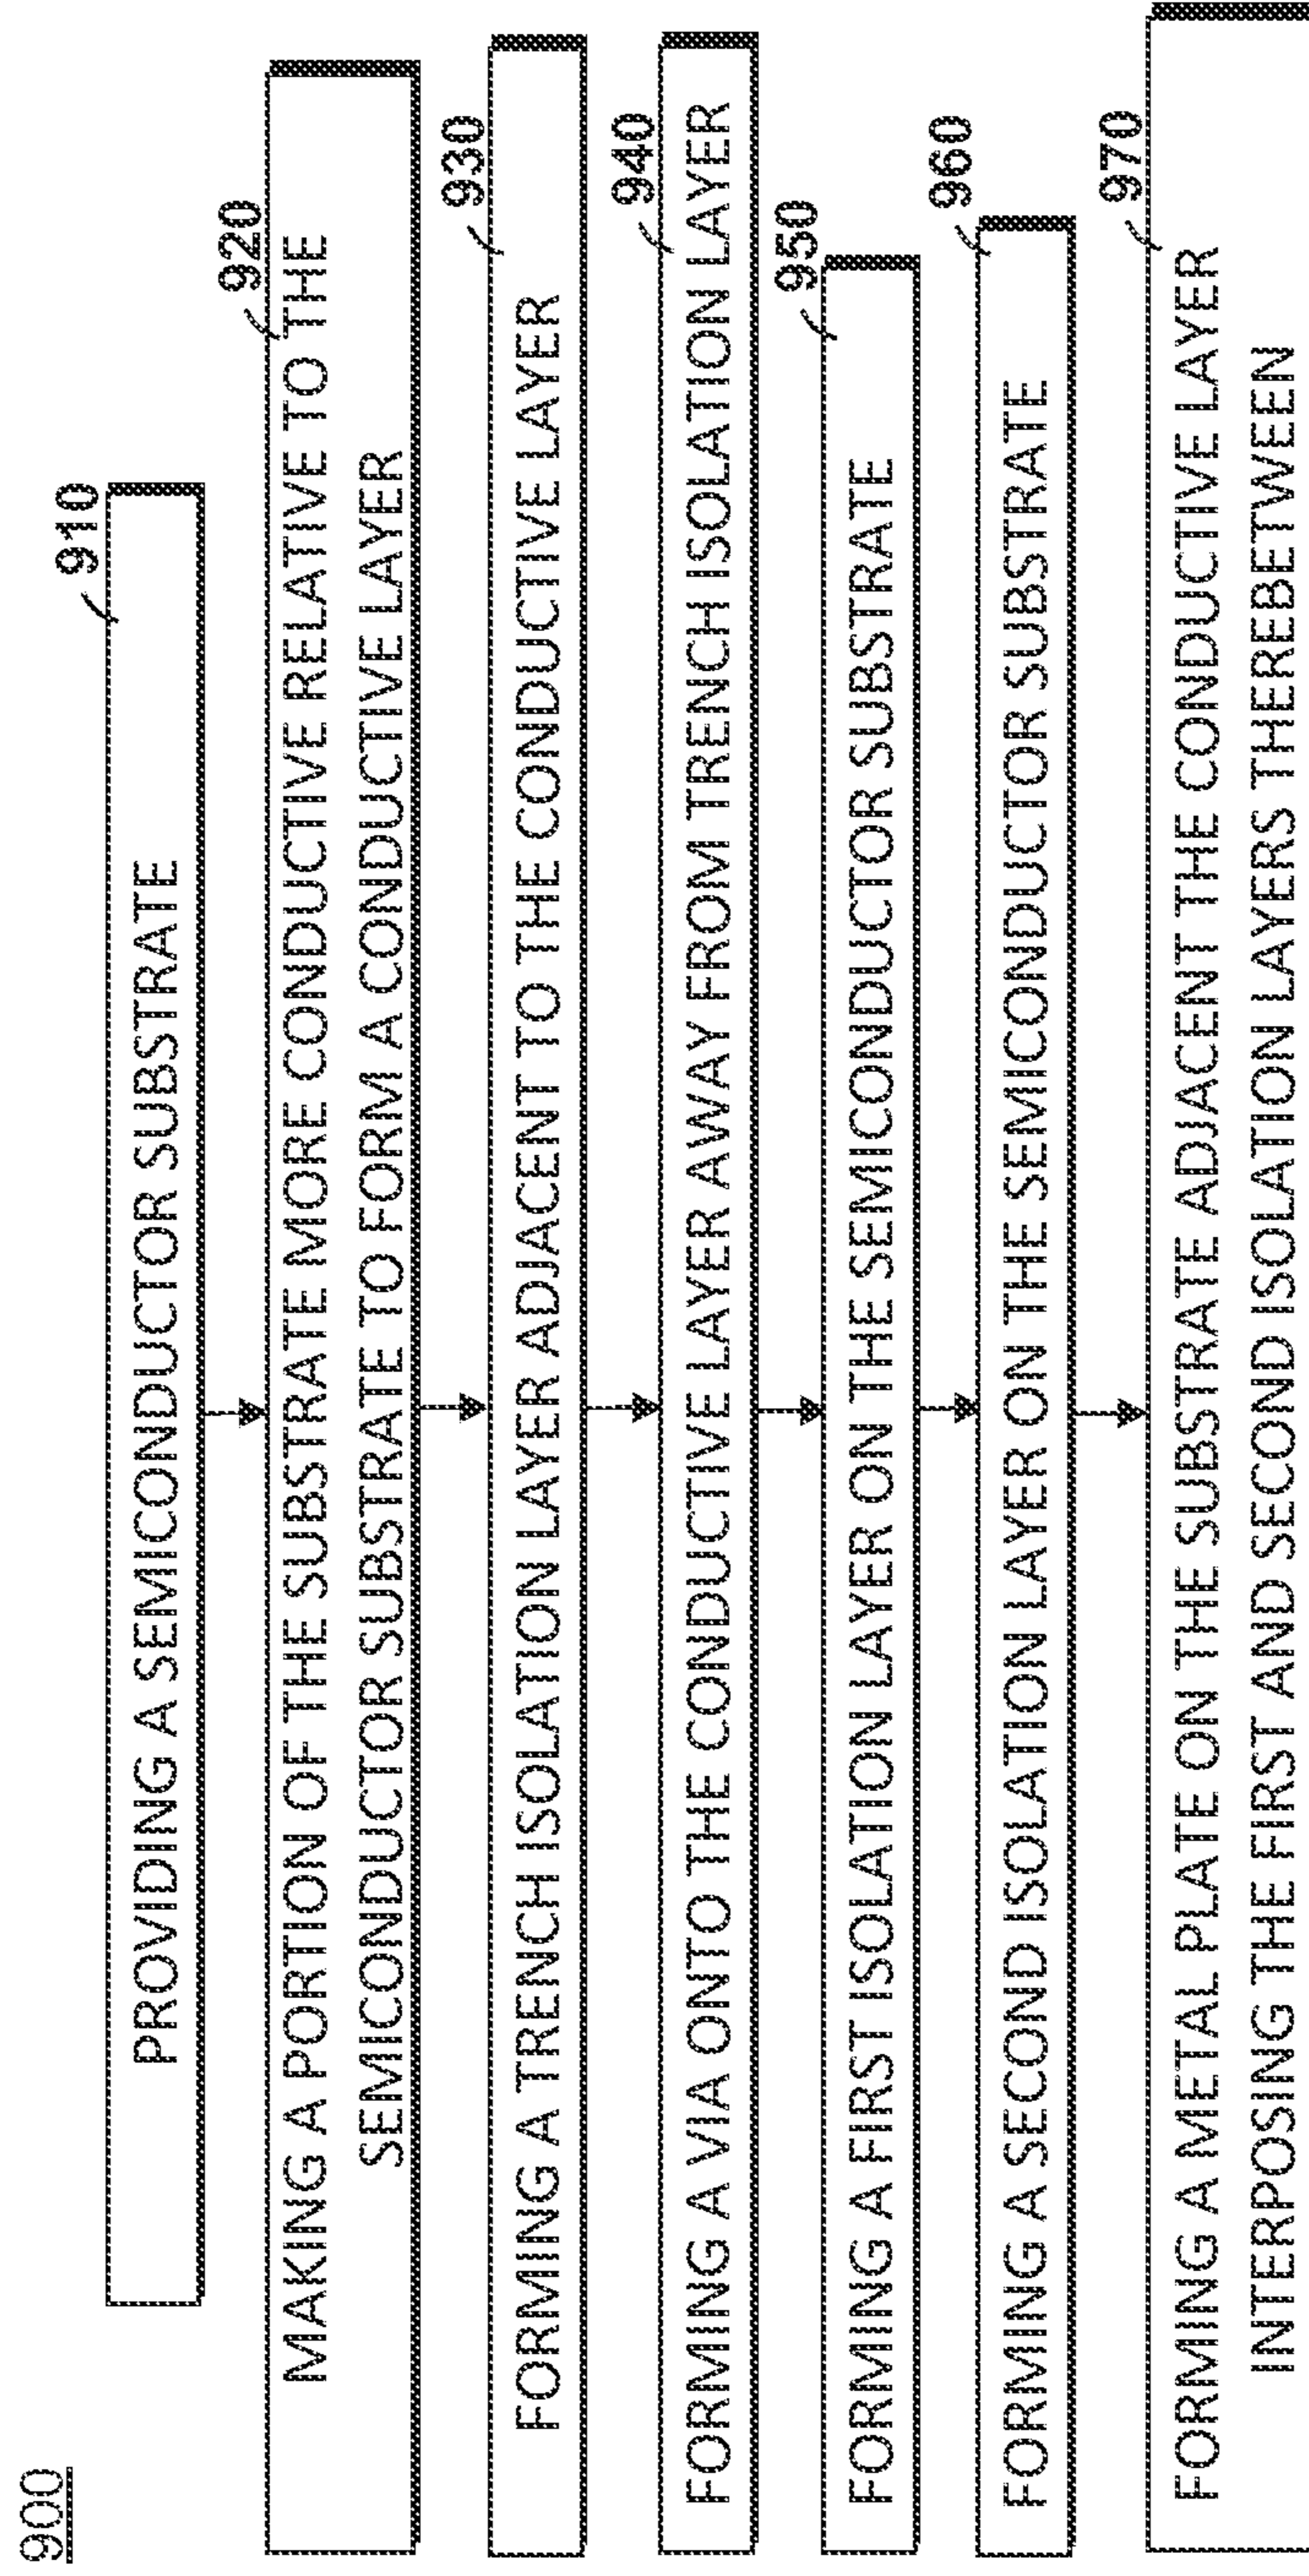 900
910
PROVIDING A SEMICONDUCTOR SUBSTRATE
920
MAKING A PORTION OF THE SUBSTRATE MORE CONDUCTIVE RELATIVE TO THE
SEMICONDUCTOR SUBSTRATE TO FORM A CONDUCTIVE LAYER
930
FORMING A TRENCH ISOLATION LAYER ADJACENT TO THE CONDUCTIVE LAYER
940
FORMING A VIA ONTO THE CONDUCTIVE LAYER AWAY FROM TRENCH ISOLATION LAYER
950
FORMING A FIRST ISOLATION LAYER ON THE SEMICONDUCTOR SUBSTRATE
960
FORMING A SECOND ISOLATION LAYER ON THE SEMICONDUCTOR SUBSTRATE
970
FORMING A METAL PLATE ON THE SUBSTRATE ADJACENT THE CONDUCTIVE LAYER
INTERPOSING THE FIRST AND SECOND ISOLATION LAYERS THEREBETWEEN